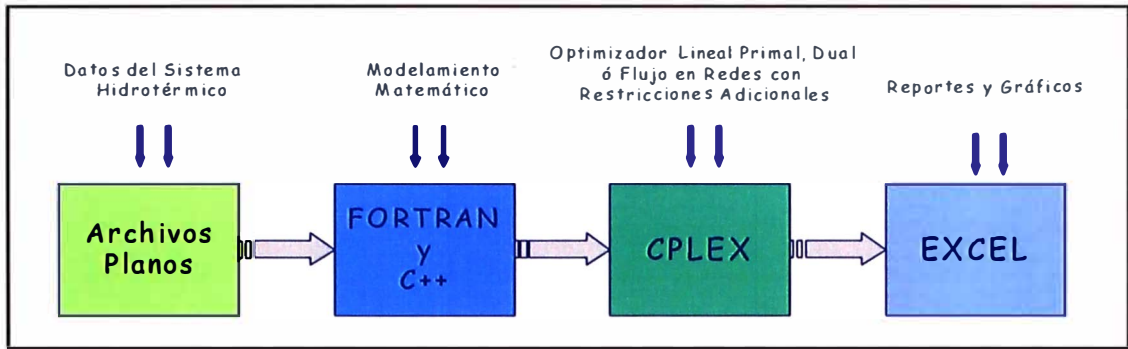 Datos del Sistema
Hidrotérmico
Modelamiento
Matemático
Optimizador Lineal Primal, Dual
ó Flujo en Redes con
Restricciones Adicionales
Reportes y Gráficos
Archivos
Planos
FORTRAN
y
C++
CPLEX
EXCEL